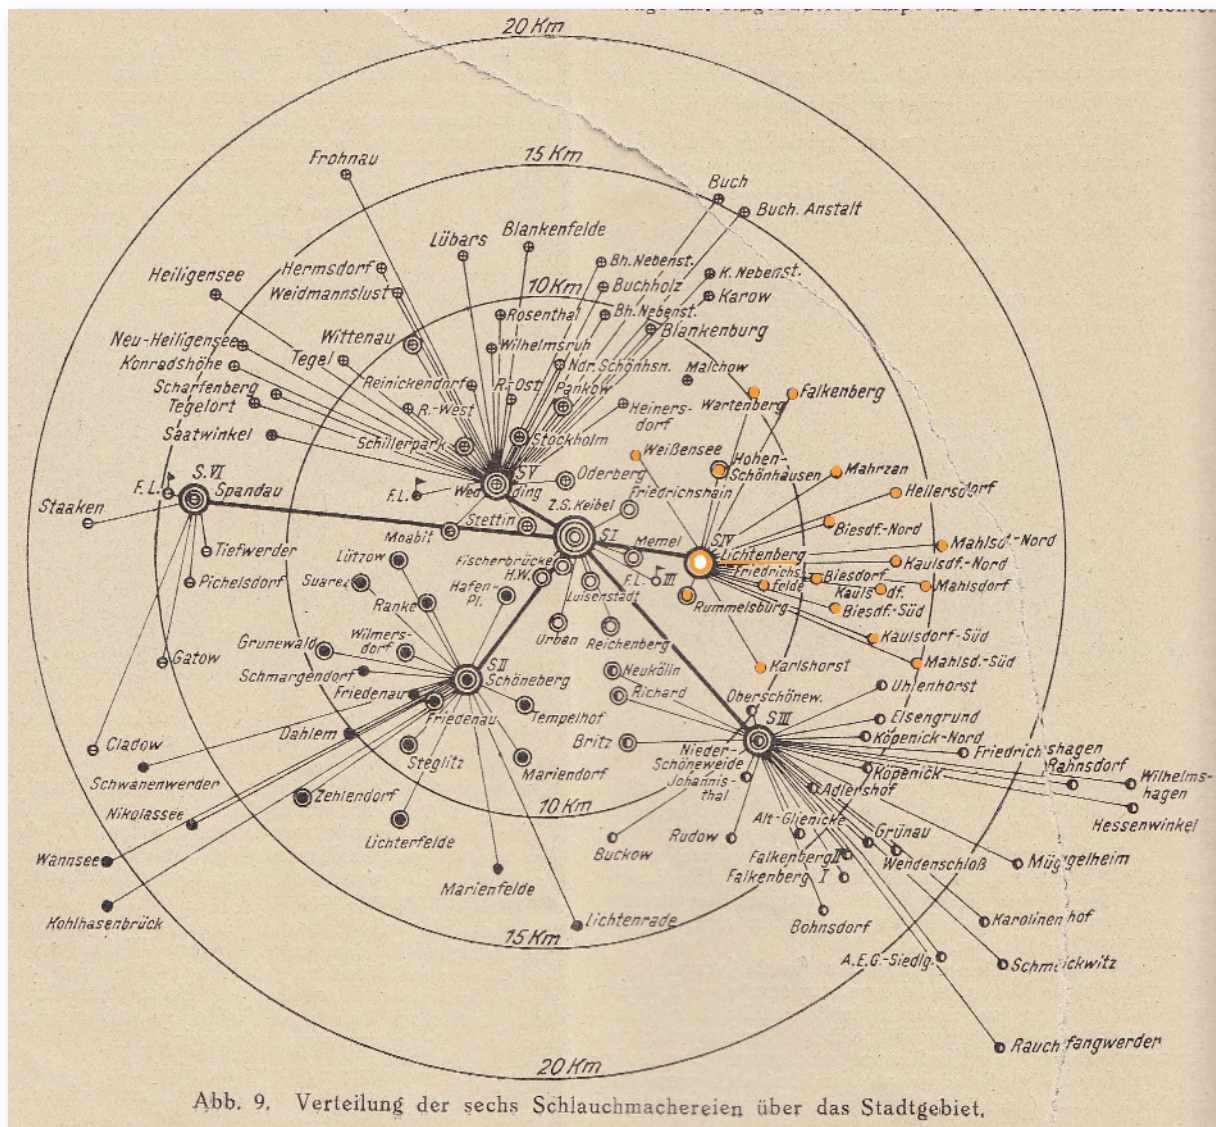 20 Km
15 Km
Frohnau
Buch
Buch. Anstalt
Lübars
Blankenfelde
Hermsdorf
Bh. Nebenst.
K. Nebenst.
Heiligensee
Weidmannslust
10 Km
Buchholz
Karow
Rosenthal
Bh. Nebenst.
Blankenburg
Neu-Heiligensee
Wittenau
Wilhelmsruh
Konradshöhe
Tegel
Ndr. Schönhsn.
Malchow
Scharfenberg
Reinickendorf
R.-Ost
Pankow
Wartenberg
Falkenberg
Tegelort
R.-West
Heiners-
dorf
Saatwinkel
Schillerpark
Stockholm
Weißensee
Hohen-
Schönhausen
Mahrzan
S.VI
Spandau
F.L.
F.L.
SV
Wedding
Oderberg
Friedrichshain
Hellersdorf
Staaken
Z.S. Keibel
Stettin
SI
Biesdf.-Nord
Moabit
Memel
SIV
Lichtenberg
Mahlsd.-Nord
Tiefwerder
Lützow
Fischerbrücke
H.W.
F.L. III
Friedrichs-
felde
Kaulsdf.-Nord
Pichelsdorf
Suarez
Hafen-
Pl.
Luisenstadt
Biesdorf
Kaulsdf.
Mahlsdorf
Ranke
Rummelsburg
Biesdf.-Süd
Urban
Reichenberg
Grunewald
Wilmers-
dorf
Kaulsdorf-Süd
Gatow
Schmargendorf
SII
Schöneberg
Neukölln
Karlshorst
Mahlsd.-Süd
Friedenau
Richard
Oberschönew.
Uhlenhorst
Friedenau
Tempelhof
SIII
Elsengrund
Dahlem
Britz
Köpenick-Nord
Cladow
Steglitz
Nieder-
Schöneweide
Friedrichshagen
Schwanenwerder
Mariendorf
Johannis-
thal
Köpenick
Rahnsdorf
Wilhelms-
hagen
Zehlendorf
Adlershof
Nikolassee
10 Km
Alt-Glienicke
Hessenwinkel
Lichterfelde
Buckow
Rudow
Grünau
Wannsee
Falkenberg II
Wendenschloß
Müggelheim
Marienfelde
Falkenberg I
Kohlhasenbrück
Lichtenrade
Bohnsdorf
Karolinenhof
15 Km
A.E.G.-Siedlg.
Schmöckwitz
Rauchfangwerder
20 Km
Abb. 9. Verteilung der sechs Schlauchmachereien über das Stadtgebiet.